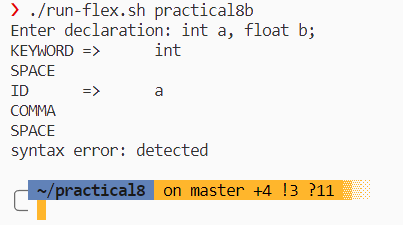 ❯ ./run-flex.sh practical8b
Enter declaration: int a, float b;
KEYWORD => int
SPACE
ID => a
COMMA
SPACE
syntax error: detected
~/practical8 on master +4 !3 ?11